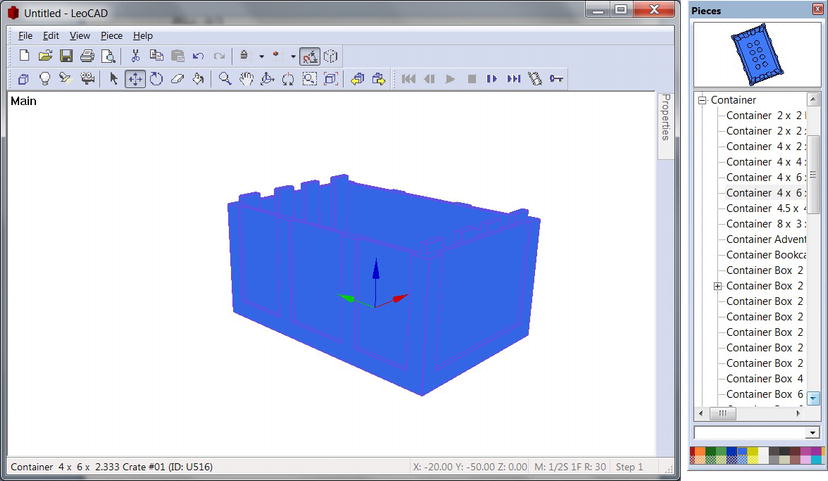 Untitled - LeoCAD
File Edit View Piece Help
Main
Properties
Container 4 x 6 x 2.333 Crate #01 (ID: U516)
X: -20.00 Y: -50.00 Z: 0.00
M: 1/2S 1F R: 30
Step 1
Pieces
Container
Container 2 x 2
Container 2 x 2
Container 4 x 2
Container 4 x 4
Container 4 x 6
Container 4 x 6
Container 4.5 x 4
Container 8 x 3
Container Advent
Container Bookca
Container Box 2
Container Box 2
Container Box 2
Container Box 2
Container Box 2
Container Box 2
Container Box 2
Container Box 4
Container Box 6